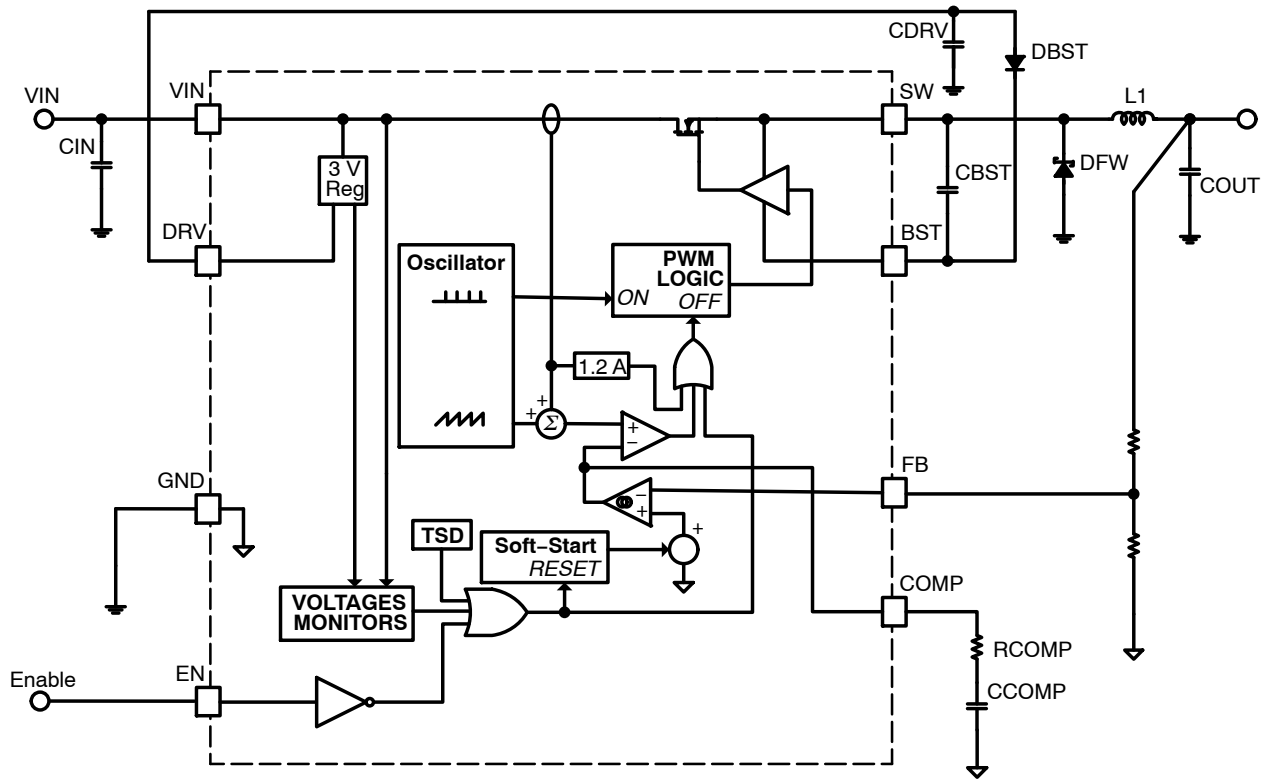 CDRV
DBST
VIN
VIN
SW
L1
CIN
3 V
Reg
CBST
DFW
COUT
DRV
BST
Oscillator
PWM
LOGIC
ON
OFF
1.2 A
+
+
Σ
+
−
GND
FB
−
+
+
TSD
Soft−Start
RESET
COMP
VOLTAGES
MONITORS
RCOMP
EN
Enable
CCOMP